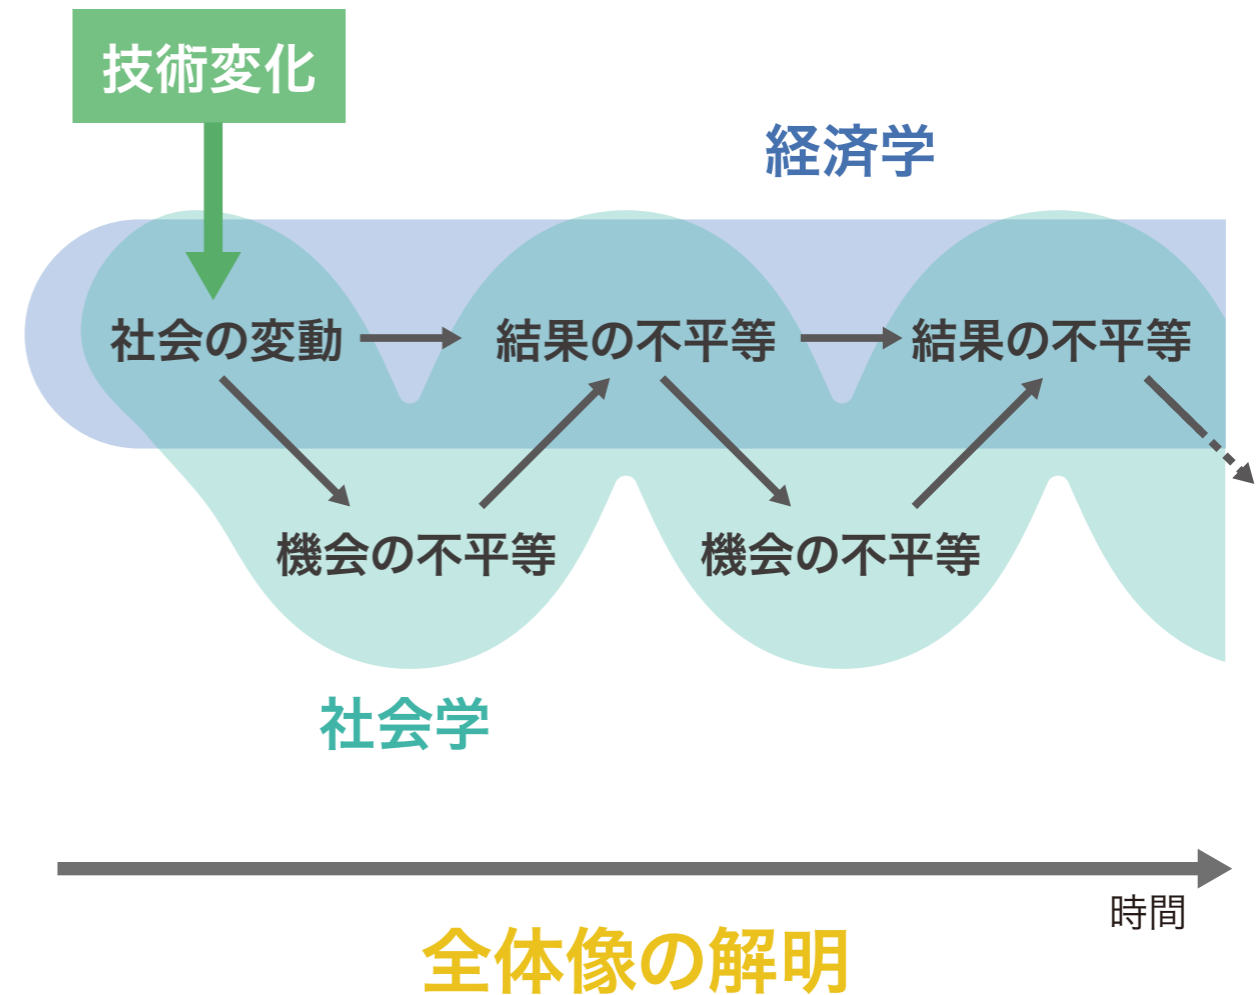 技術変化
経済学
社会の変動
結果の不平等
結果の不平等
機会の不平等
機会の不平等
社会学
時間
全体像の解明